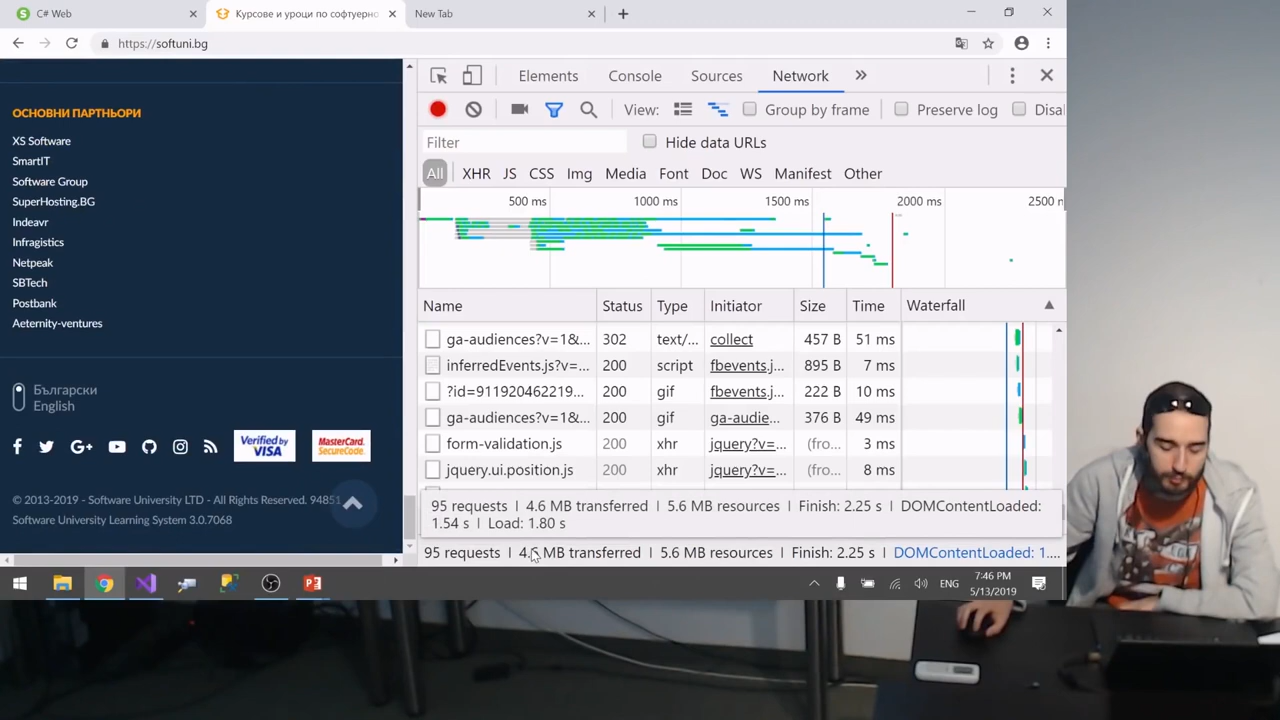 C# Web
Курсове и уроци по софтуерно
New Tab
https://softuni.bg
ОСНОВНИ ПАРТНЬОРИ
XS Software
SmartIT
Software Group
SuperHosting.BG
Indeavr
Infragistics
Netpeak
SBTech
Postbank
Aeternity-ventures
Български
English
Verified by
VISA
MasterCard.
SecureCode.
© 2013-2019 - Software University LTD - All Rights Reserved. 94851
Software University Learning System 3.0.7068
Elements Console Sources Network
View: Group by frame Preserve log Disa
Filter Hide data URLs
All XHR JS CSS Img Media Font Doc WS Manifest Other
500 ms 1000 ms 1500 ms 2000 ms 2500 m
Name Status Type Initiator Size Time Waterfall
ga-audiences?v=1&... 302 text/... collect 457 B 51 ms
inferredEvents.js?v=... 200 script fbevents.j... 895 B 7 ms
?id=911920462219... 200 gif fbevents.j... 222 B 10 ms
ga-audiences?v=1&... 200 gif ga-audie... 376 B 49 ms
form-validation.js 200 xhr jquery?v=... (fro... 3 ms
jquery.ui.position.js 200 xhr jquery?v=... (fro... 8 ms
95 requests | 4.6 MB transferred | 5.6 MB resources | Finish: 2.25 s | DOMContentLoaded:
1.54 s | Load: 1.80 s
95 requests | 4. MB transferred | 5.6 MB resources | Finish: 2.25 s | DOMContentLoaded: 1....
ENG
7:46 PM
5/13/2019